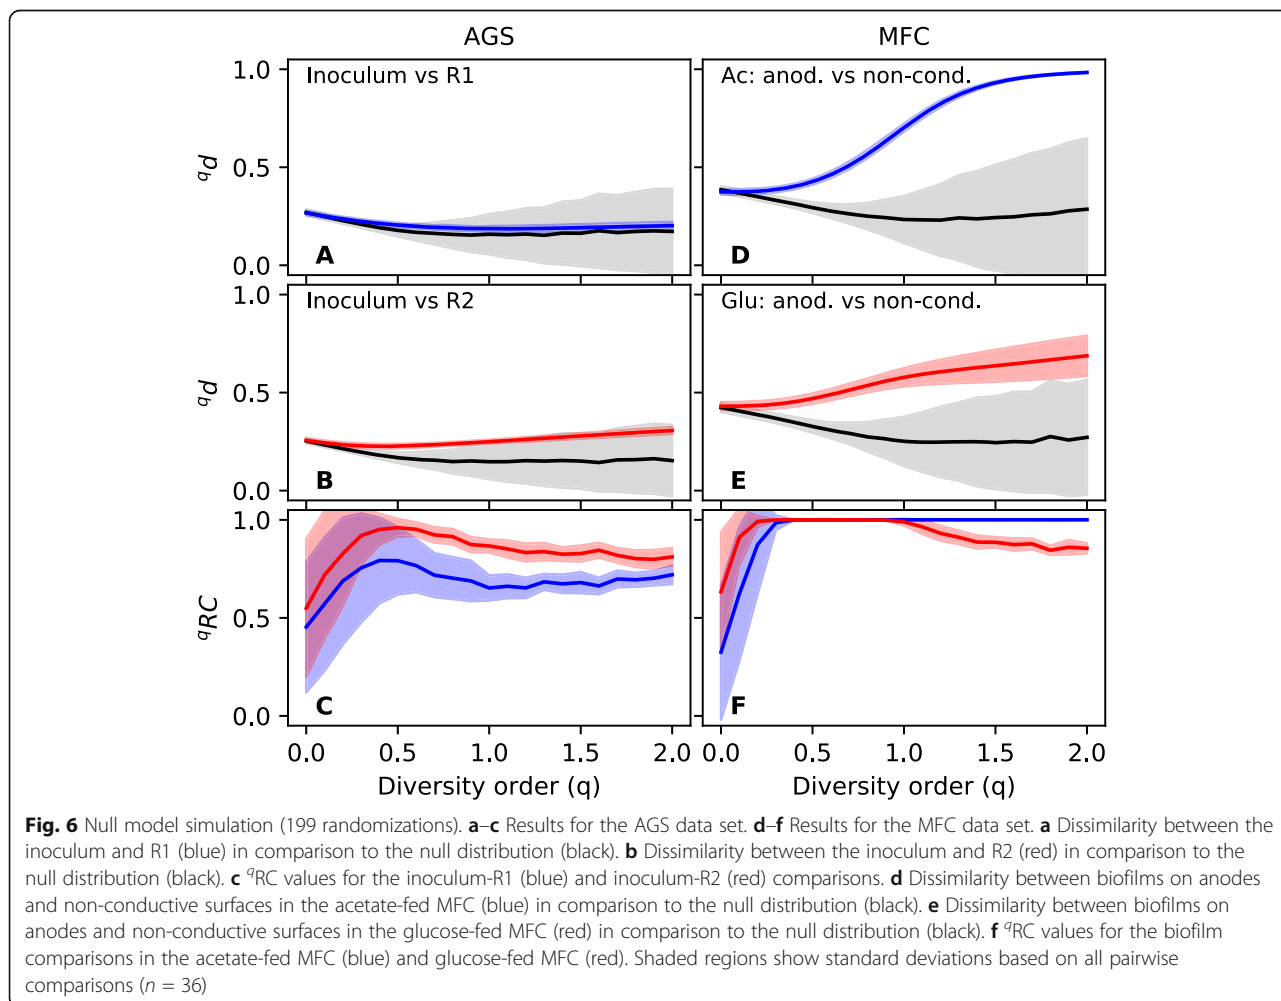 AGS
MFC
Inoculum vs R1
Ac: anod. vs non-cond.
1.0
0.5
0.0
qd
A
D
Inoculum vs R2
Glu: anod. vs non-cond.
1.0
0.5
0.0
qd
B
E
1.0
0.5
0.0
qRC
C
F
0.0 0.5 1.0 1.5 2.0
0.0 0.5 1.0 1.5 2.0
Diversity order (q)
Diversity order (q)
Fig. 6 Null model simulation (199 randomizations). a–c Results for the AGS data set. d–f Results for the MFC data set. a Dissimilarity between the
inoculum and R1 (blue) in comparison to the null distribution (black). b Dissimilarity between the inoculum and R2 (red) in comparison to the
null distribution (black). c qRC values for the inoculum-R1 (blue) and inoculum-R2 (red) comparisons. d Dissimilarity between biofilms on anodes
and non-conductive surfaces in the acetate-fed MFC (blue) in comparison to the null distribution (black). e Dissimilarity between biofilms on
anodes and non-conductive surfaces in the glucose-fed MFC (red) in comparison to the null distribution (black). f qRC values for the biofilm
comparisons in the acetate-fed MFC (blue) and glucose-fed MFC (red). Shaded regions show standard deviations based on all pairwise
comparisons (n = 36)